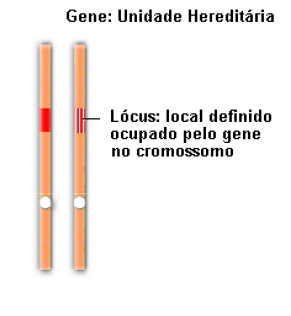 Gene: Unidade Hereditária
Lócus: local definido
ocupado pelo gene
no cromossomo